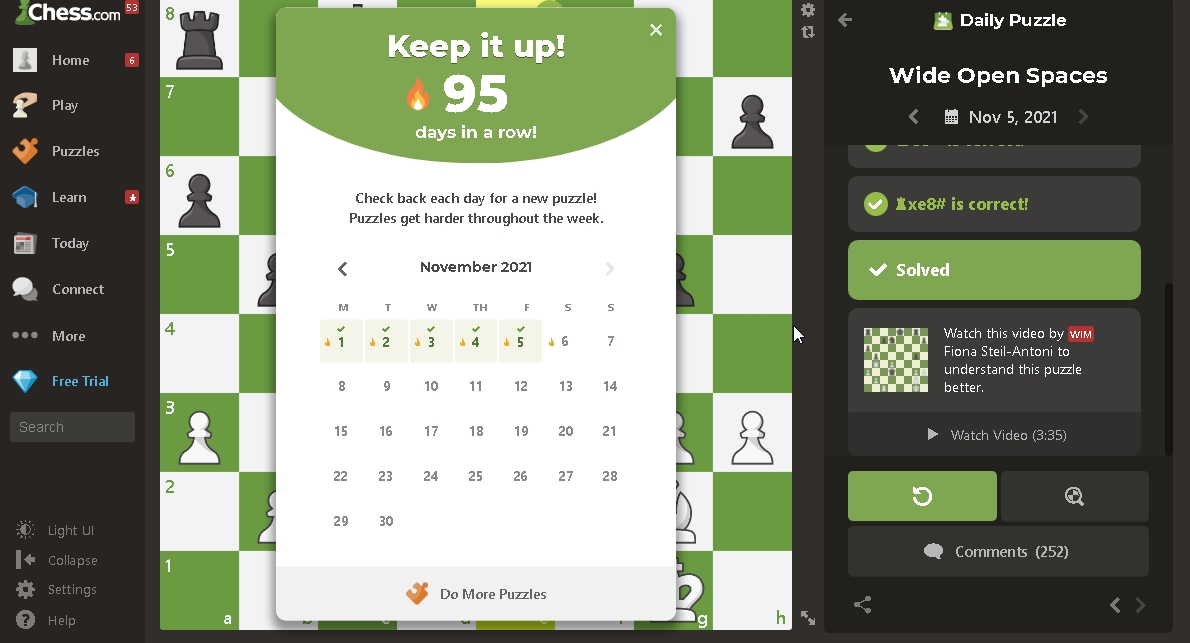 Chess.com 53
Home 6
Play
Puzzles
Learn
Today
Connect
More
Free Trial
Search
Light UI
Collapse
Settings
Help
8
7
6
5
4
3
2
1
a
g
h
Keep it up!
95
days in a row!
Check back each day for a new puzzle!
Puzzles get harder throughout the week.
November 2021
M T W TH F S S
1 2 3 4 5 6 7
8 9 10 11 12 13 14
15 16 17 18 19 20 21
22 23 24 25 26 27 28
29 30
Do More Puzzles
Daily Puzzle
Wide Open Spaces
Nov 5, 2021
xe8# is correct!
Solved
Watch this video by WIM
Fiona Steil-Antoni to
understand this puzzle
better.
Watch Video (3:35)
Comments (252)